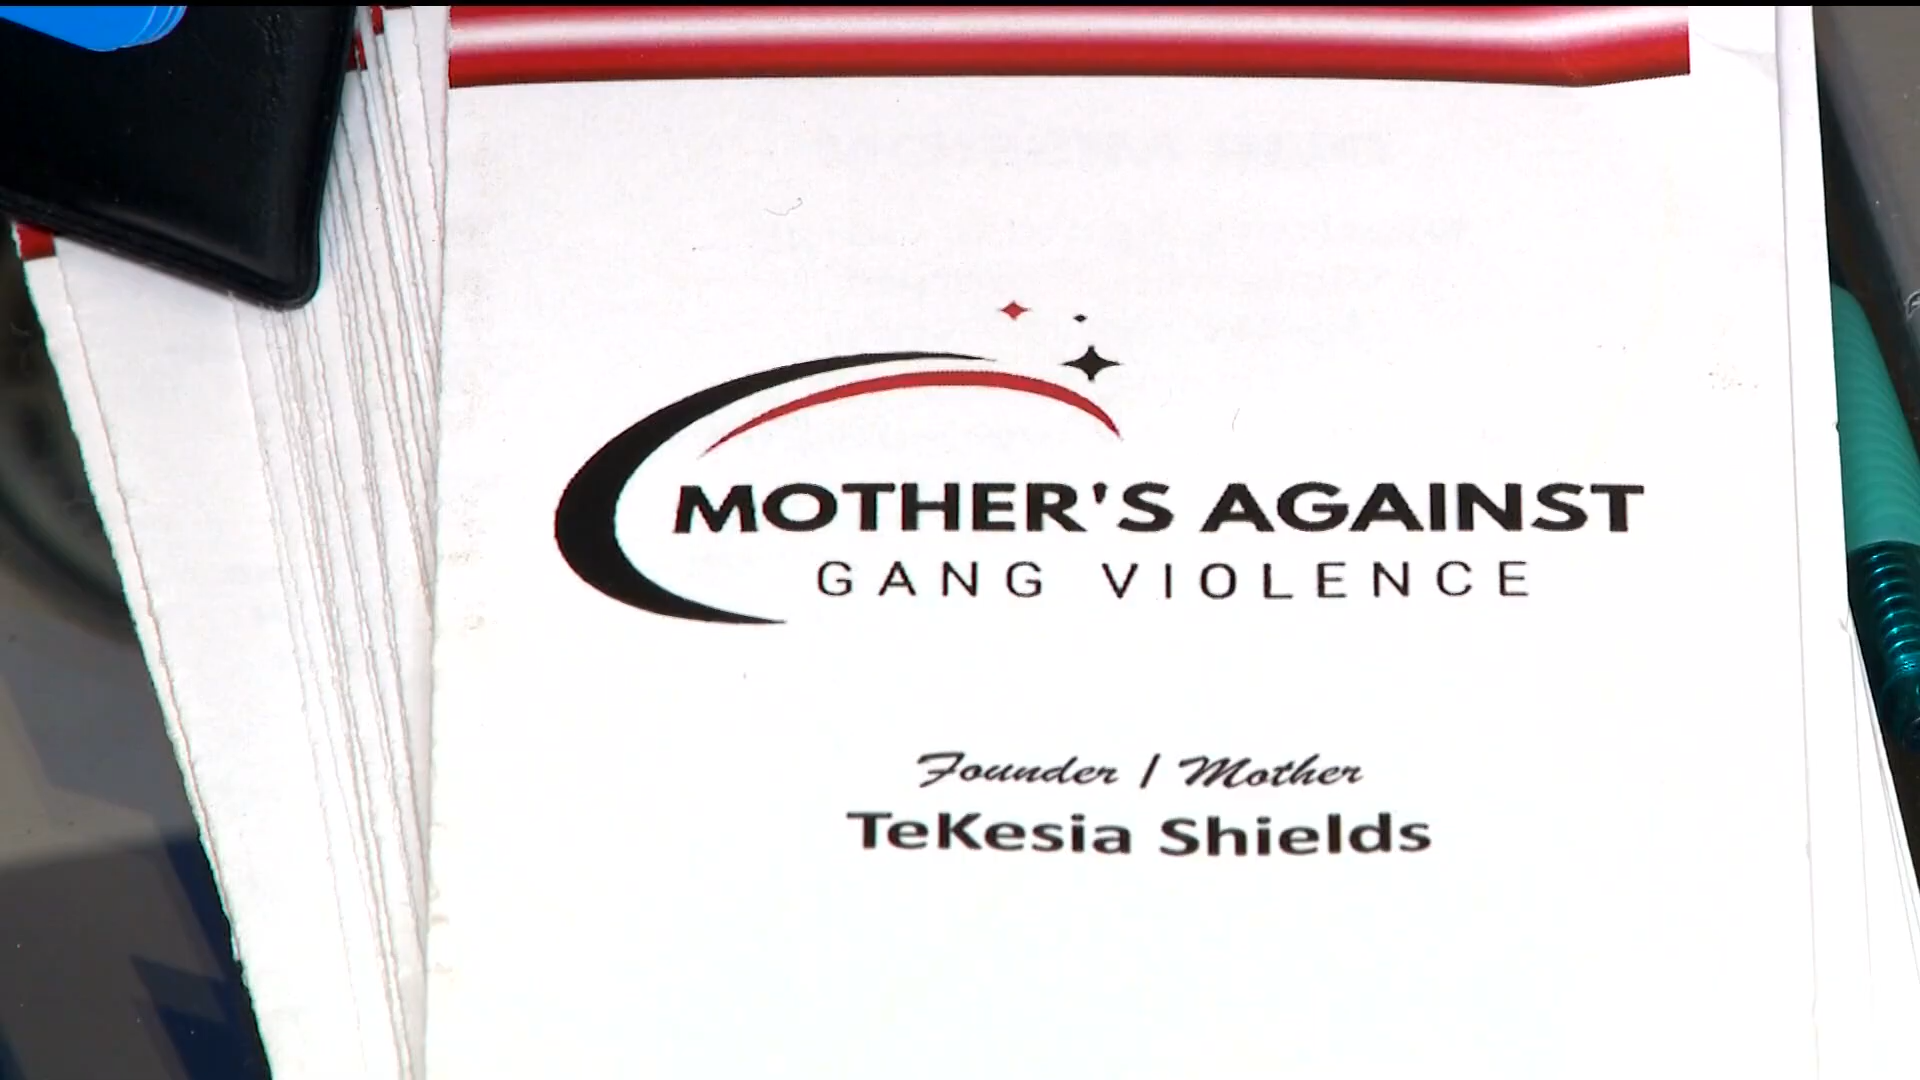 MOTHER'S AGAINST
GANG VIOLENCE
Founder / Mother
TeKesia Shields